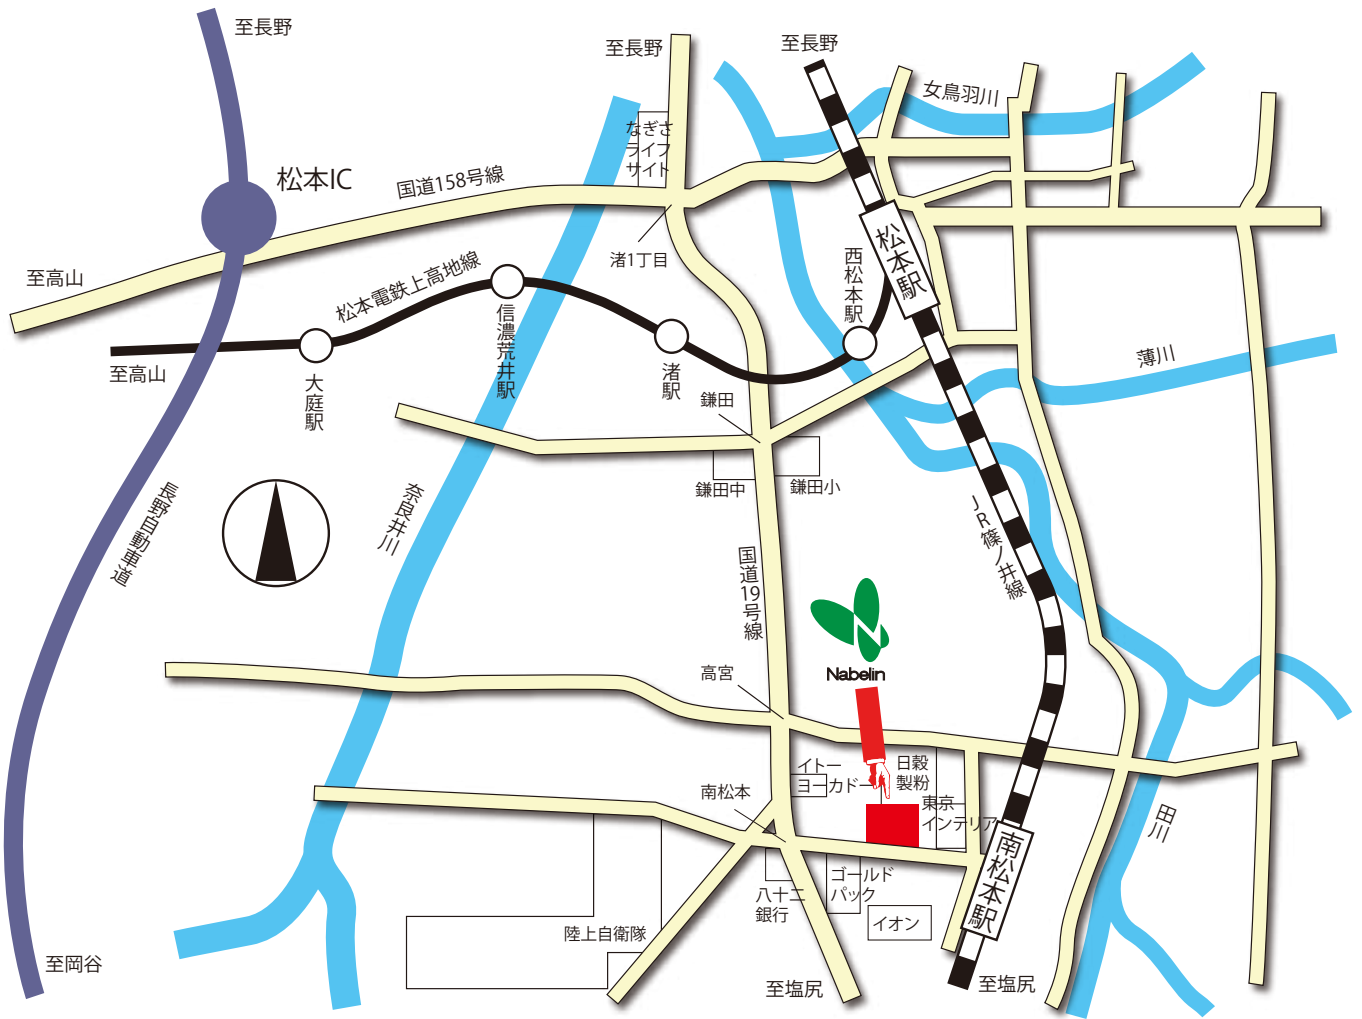 至長野
至長野
至長野
女鳥羽川
なぎさ
ライフ
サイト
松本IC
国道158号線
渚1丁目
西松本駅
松本駅
至高山
松本電鉄上高地線
信濃荒井駅
至高山
大庭駅
渚駅
薄川
鎌田
鎌田中
鎌田小
長野自動車道
奈良井川
JR篠ノ井線
国道19号線
Nabelin
高宮
イトー
ヨーカドー
日穀
製粉
南松本
東京
インテリア
田川
南松本駅
八十二
銀行
ゴールド
パック
イオン
陸上自衛隊
至岡谷
至塩尻
至塩尻